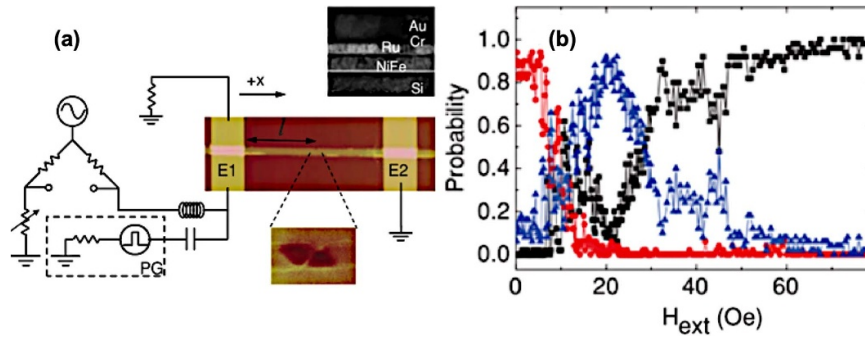 (a)
+x
Au
Cr
Ru
NiFe
Si
l
E1
E2
PG
(b)
Probability
1.0
0.8
0.6
0.4
0.2
0.0
0
20
40
60
H_ext (Oe)